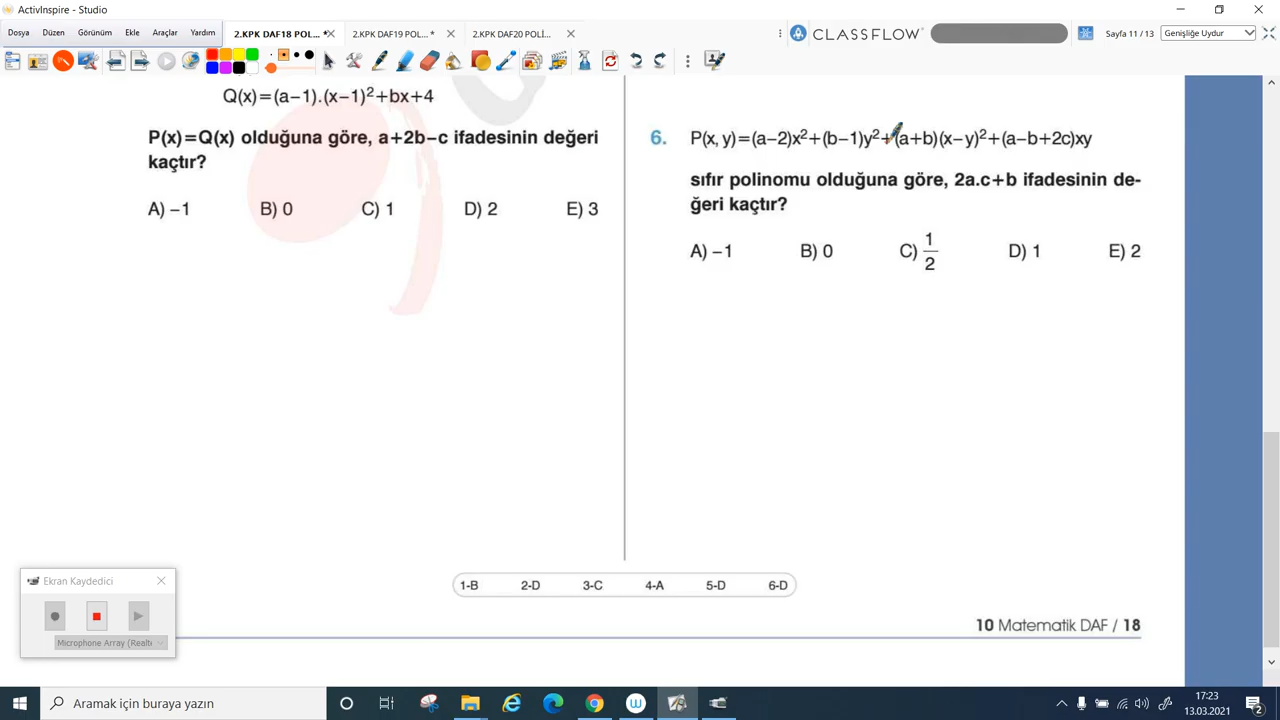 ActivInspire - Studio
Dosya Düzen Görünüm Ekle Araçlar Yardım
2.KPK DAF18 POL... * 2.KPK DAF19 POL... * 2.KPK DAF20 POLİ...
CLASSFLOW
Sayfa 11 / 13 Genişliğe Uydur
Q(x)=(a−1).(x−1)²+bx+4
P(x)=Q(x) olduğuna göre, a+2b−c ifadesinin değeri
kaçtır?
A) −1 B) 0 C) 1 D) 2 E) 3
6. P(x, y)=(a−2)x²+(b−1)y²+(a+b)(x−y)²+(a−b+2c)xy
sıfır polinomu olduğuna göre, 2a.c+b ifadesinin de-
ğeri kaçtır?
A) −1 B) 0 C) 1/2 D) 1 E) 2
1-B 2-D 3-C 4-A 5-D 6-D
10 Matematik DAF / 18
Ekran Kaydedici
Microphone Array (Realte
Aramak için buraya yazın
17:23
13.03.2021
2